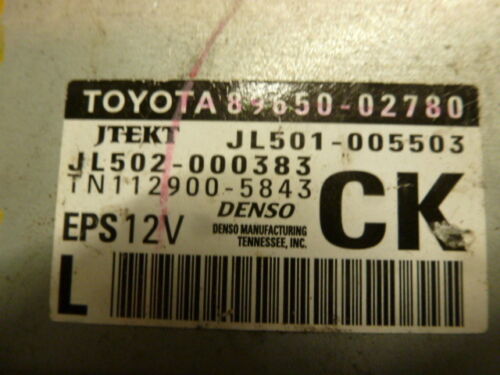 TOYOTA 89650-02780
JTEKT JL501-005503
JL502-000383
TN112900-5843
DENSO CK
EPS 12V DENSO MANUFACTURING
TENNESSEE, INC.
L